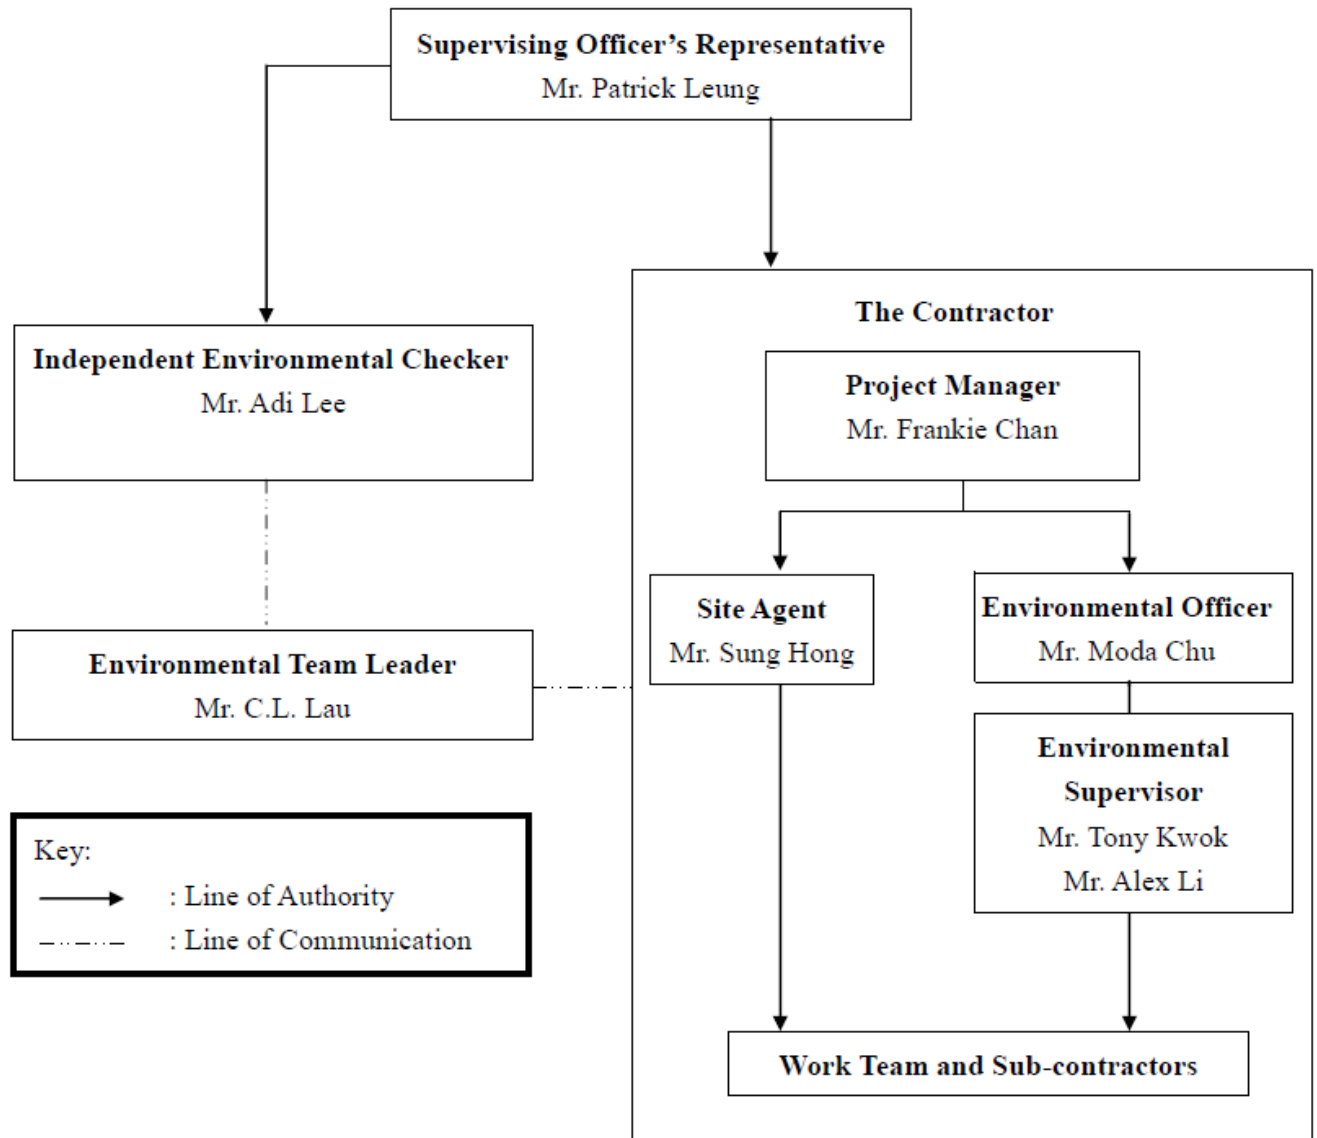 Supervising Officer’s Representative
Mr. Patrick Leung
Independent Environmental Checker
Mr. Adi Lee
Environmental Team Leader
Mr. C.L. Lau
Key:
: Line of Authority
: Line of Communication
The Contractor
Project Manager
Mr. Frankie Chan
Site Agent
Mr. Sung Hong
Environmental Officer
Mr. Moda Chu
Environmental
Supervisor
Mr. Tony Kwok
Mr. Alex Li
Work Team and Sub-contractors